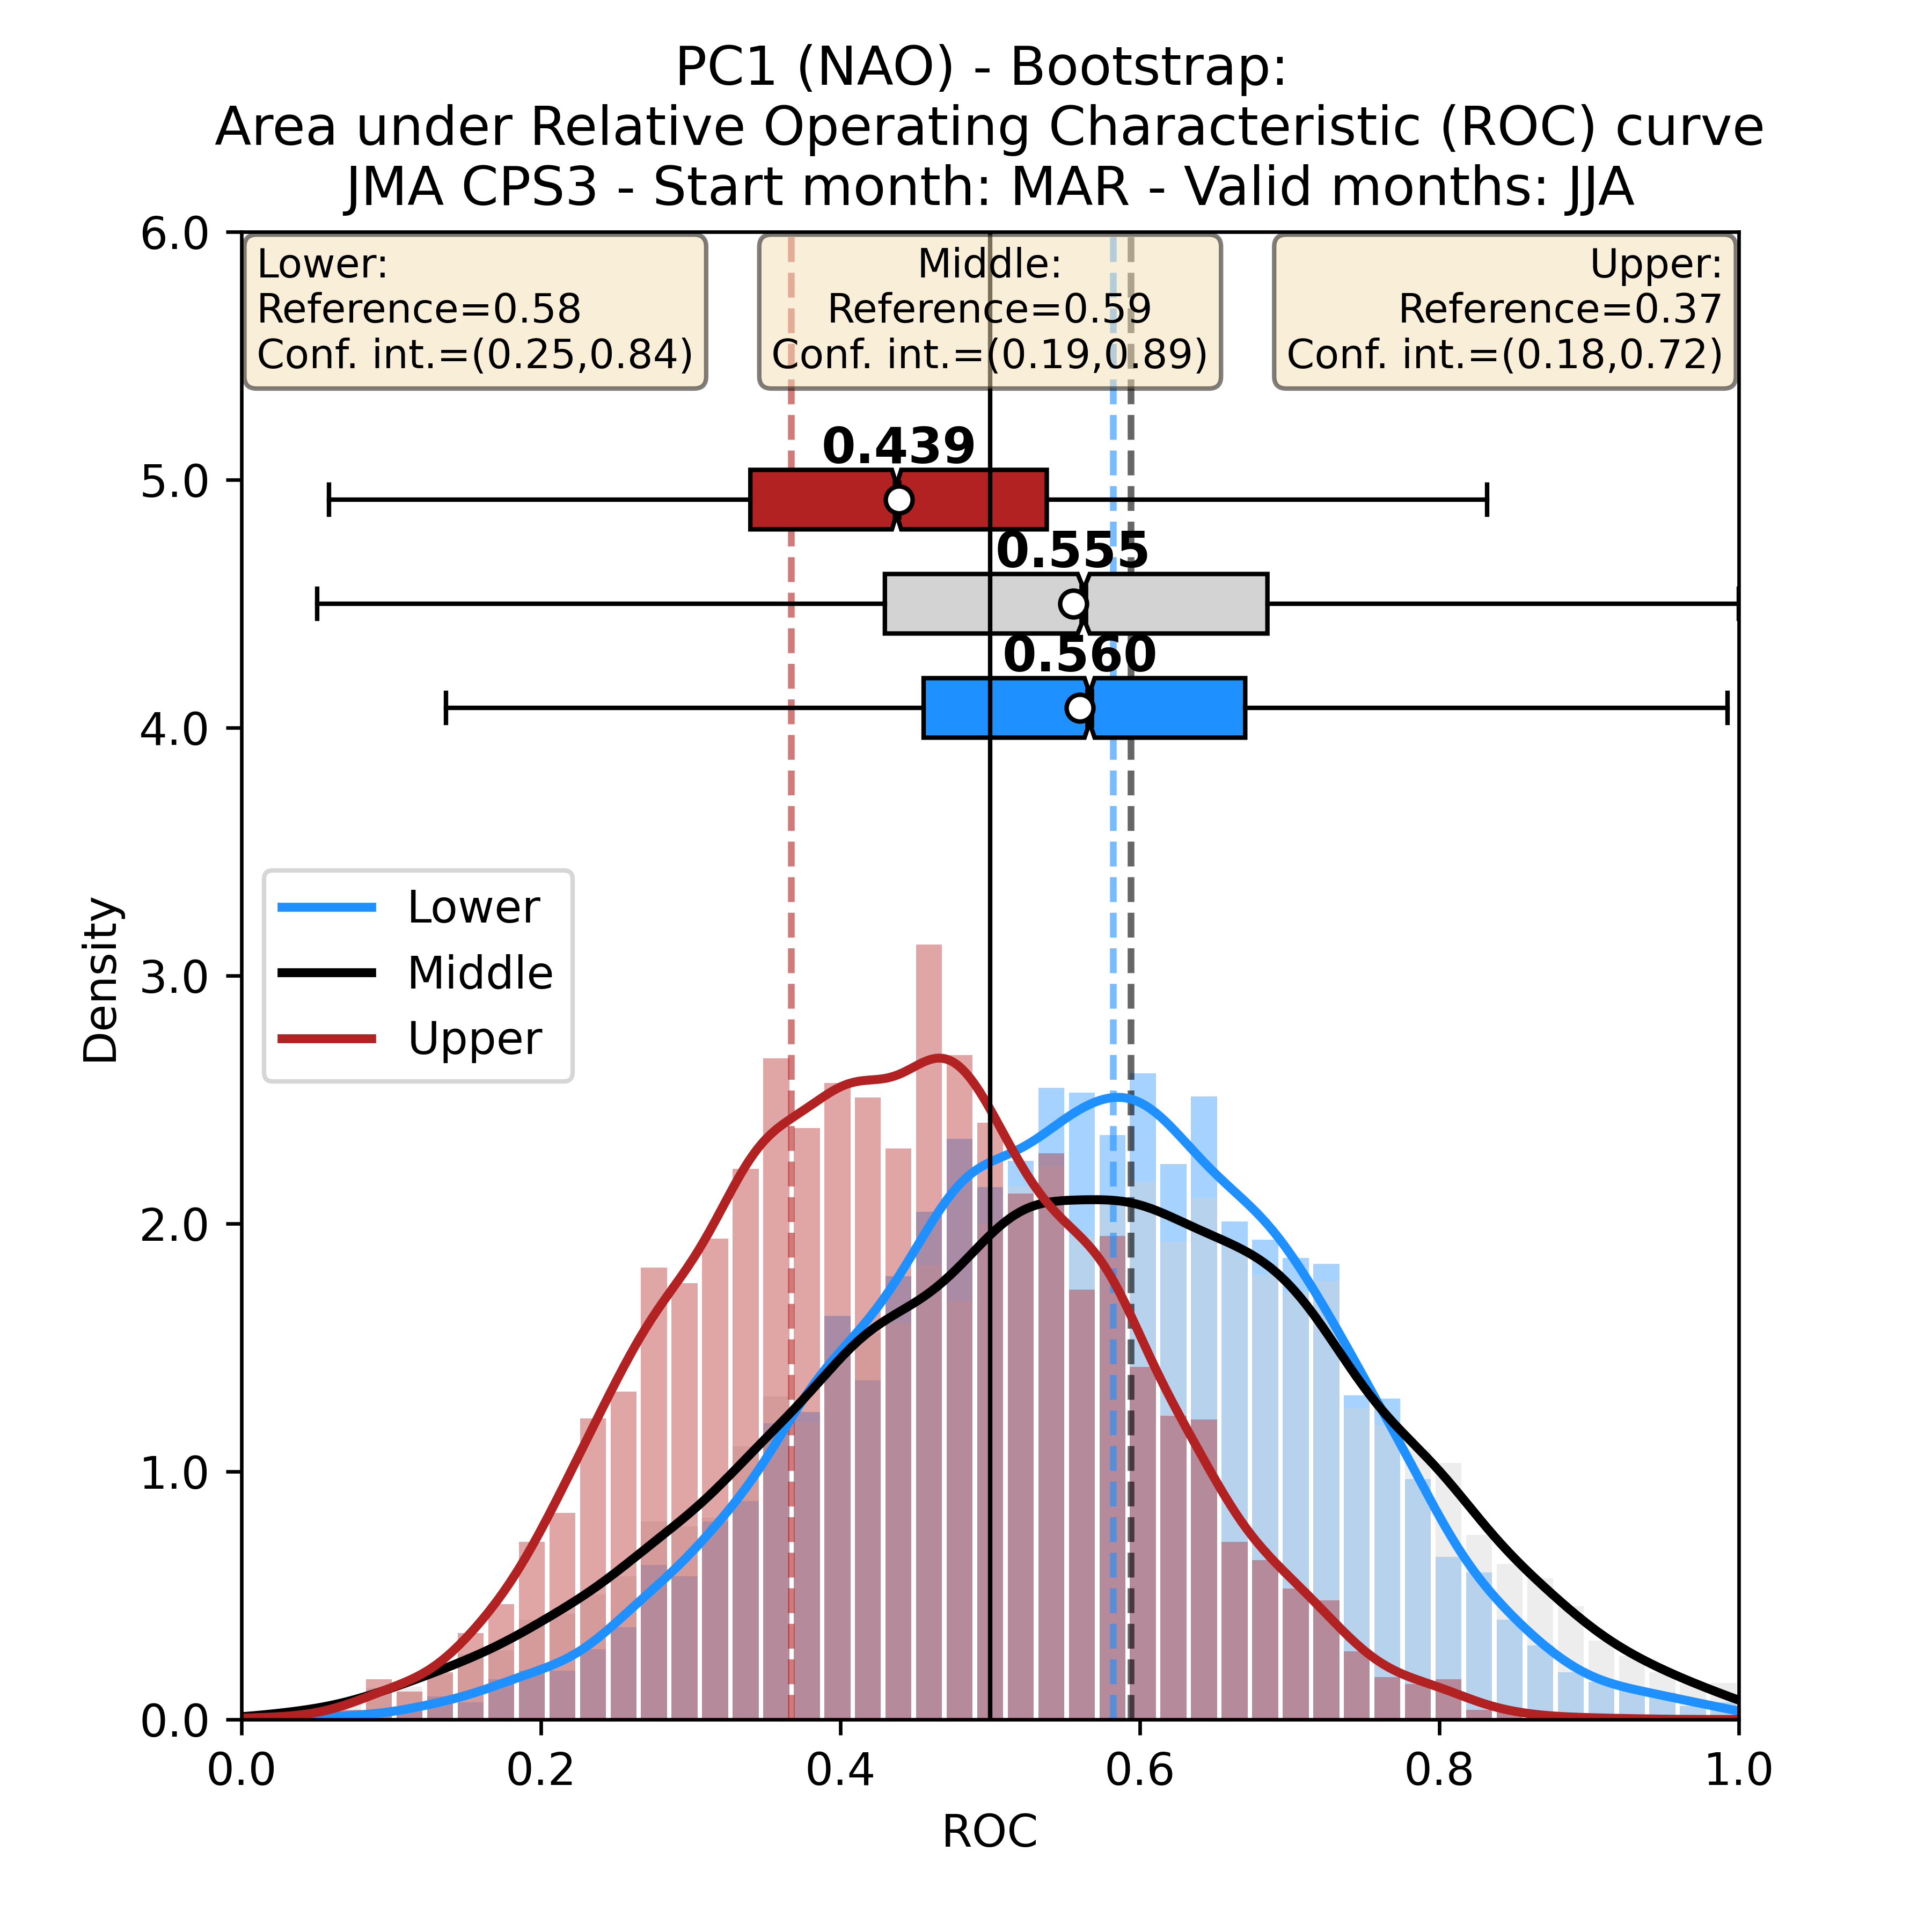 PC1 (NAO) - Bootstrap:
Area under Relative Operating Characteristic (ROC) curve
JMA CPS3 - Start month: MAR - Valid months: JJA
Lower:
Reference=0.58
Conf. int.=(0.25,0.84)
Middle:
Reference=0.59
Conf. int.=(0.19,0.89)
Upper:
Reference=0.37
Conf. int.=(0.18,0.72)
0.439
0.555
0.560
6.0
5.0
4.0
3.0
2.0
1.0
0.0
Density
Lower
Middle
Upper
0.0 0.2 0.4 0.6 0.8 1.0
ROC